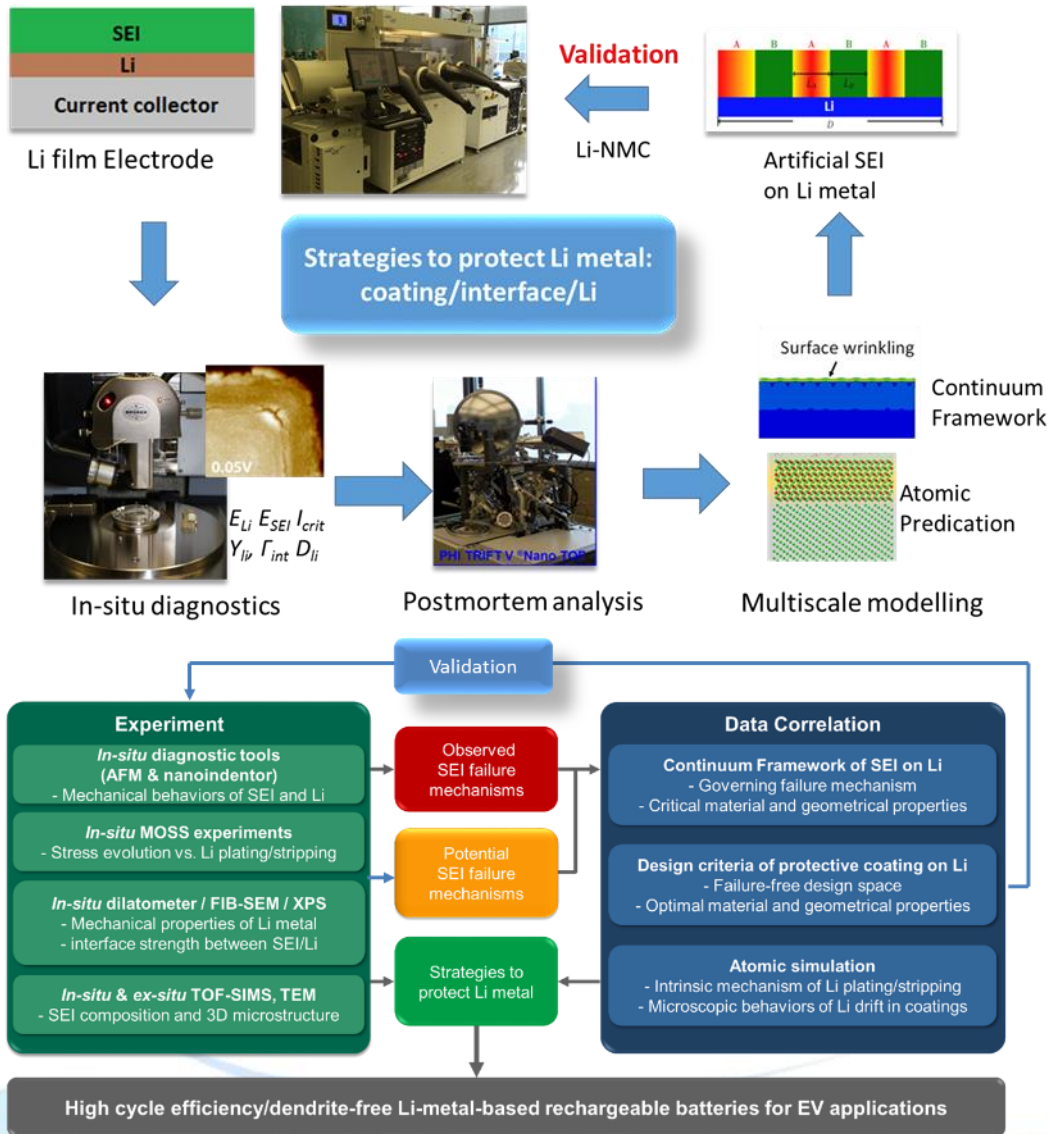 SEI
Li
Current collector
Li film Electrode
Validation
Li-NMC
A B A B A B
Li
D
Artificial SEI
on Li metal
Strategies to protect Li metal:
coating/interface/Li
0.05V
E_Li E_SEI I_crit
Y_li, Γ_int D_li
In-situ diagnostics
PHI TRIFT V
Postmortem analysis
Surface wrinkling
Continuum
Framework
Atomic
Predication
Multiscale modelling
Validation
Experiment
In-situ diagnostic tools
(AFM & nanoindentor)
- Mechanical behaviors of SEI and Li
In-situ MOSS experiments
- Stress evolution vs. Li plating/stripping
In-situ dilatometer / FIB-SEM / XPS
- Mechanical properties of Li metal
- interface strength between SEI/Li
In-situ & ex-situ TOF-SIMS, TEM
- SEI composition and 3D microstructure
Observed
SEI failure
mechanisms
Potential
SEI failure
mechanisms
Strategies to
protect Li metal
Data Correlation
Continuum Framework of SEI on Li
- Governing failure mechanism
- Critical material and geometrical properties
Design criteria of protective coating on Li
- Failure-free design space
- Optimal material and geometrical properties
Atomic simulation
- Intrinsic mechanism of Li plating/stripping
- Microscopic behaviors of Li drift in coatings
High cycle efficiency/dendrite-free Li-metal-based rechargeable batteries for EV applications